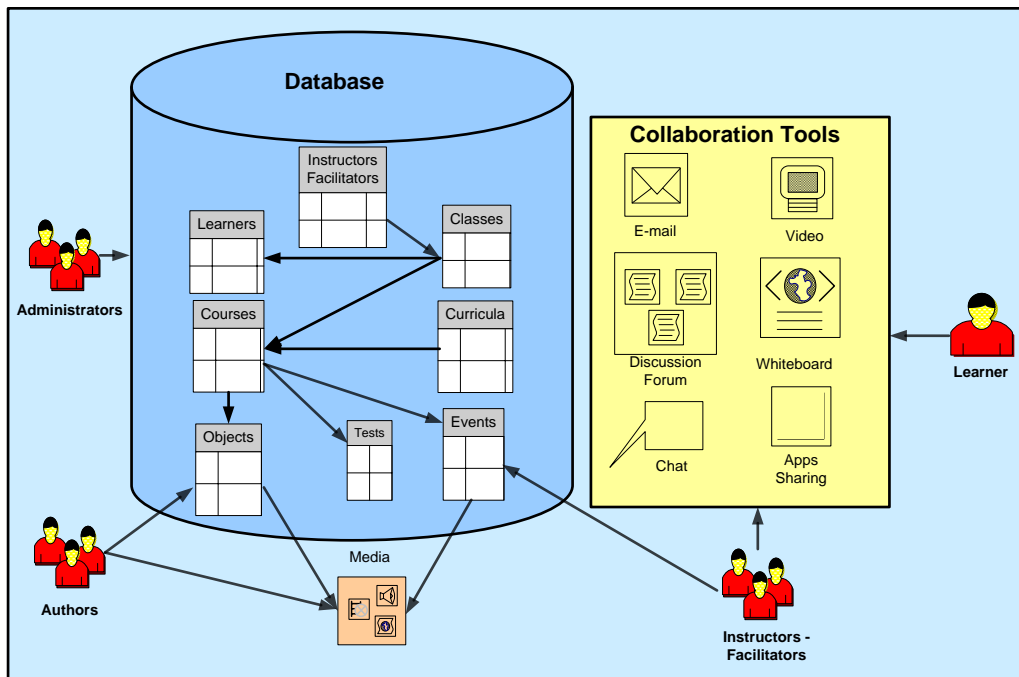 Database
Instructors
Facilitators
Learners
Classes
Courses
Curricula
Objects
Tests
Events
Media
Collaboration Tools
E-mail
Video
Discussion
Forum
Whiteboard
Chat
Apps
Sharing
Administrators
Authors
Learner
Instructors -
Facilitators